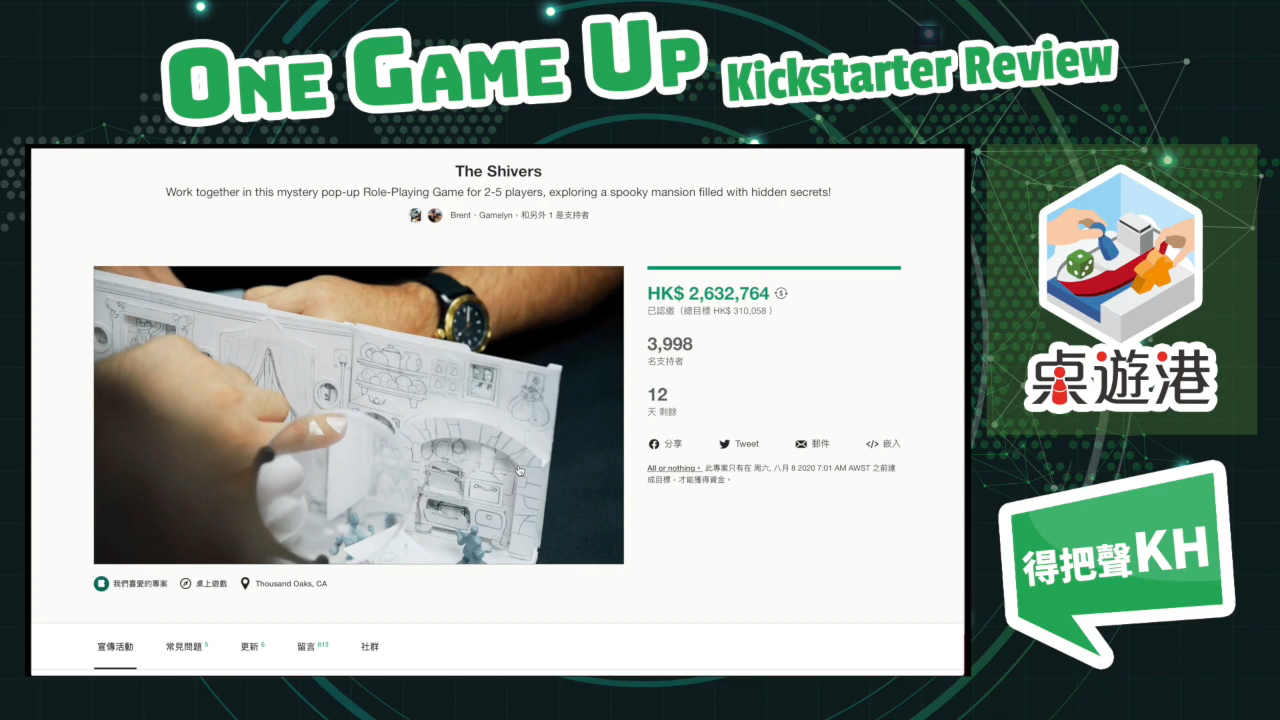 ONE GAME UP Kickstarter Review
The Shivers
Work together in this mystery pop-up Role-Playing Game for 2-5 players, exploring a spooky mansion filled with hidden secrets!
Brent、Gamelyn，和另外 1 是支持者
HK$ 2,632,764
已認繳（總目標 HK$ 310,058 ）
3,998
名支持者
12
天 剩餘
分享 Tweet 郵件 </> 嵌入
All or nothing。 此專案只有在 周六, 八月 8 2020 7:01 AM AWST 之前達
成目標，才能獲得資金。
我們喜愛的專案 桌上遊戲 Thousand Oaks, CA
宣傳活動 常見問題 5 更新 6 留言 613 社群
桌遊港
得把聲KH